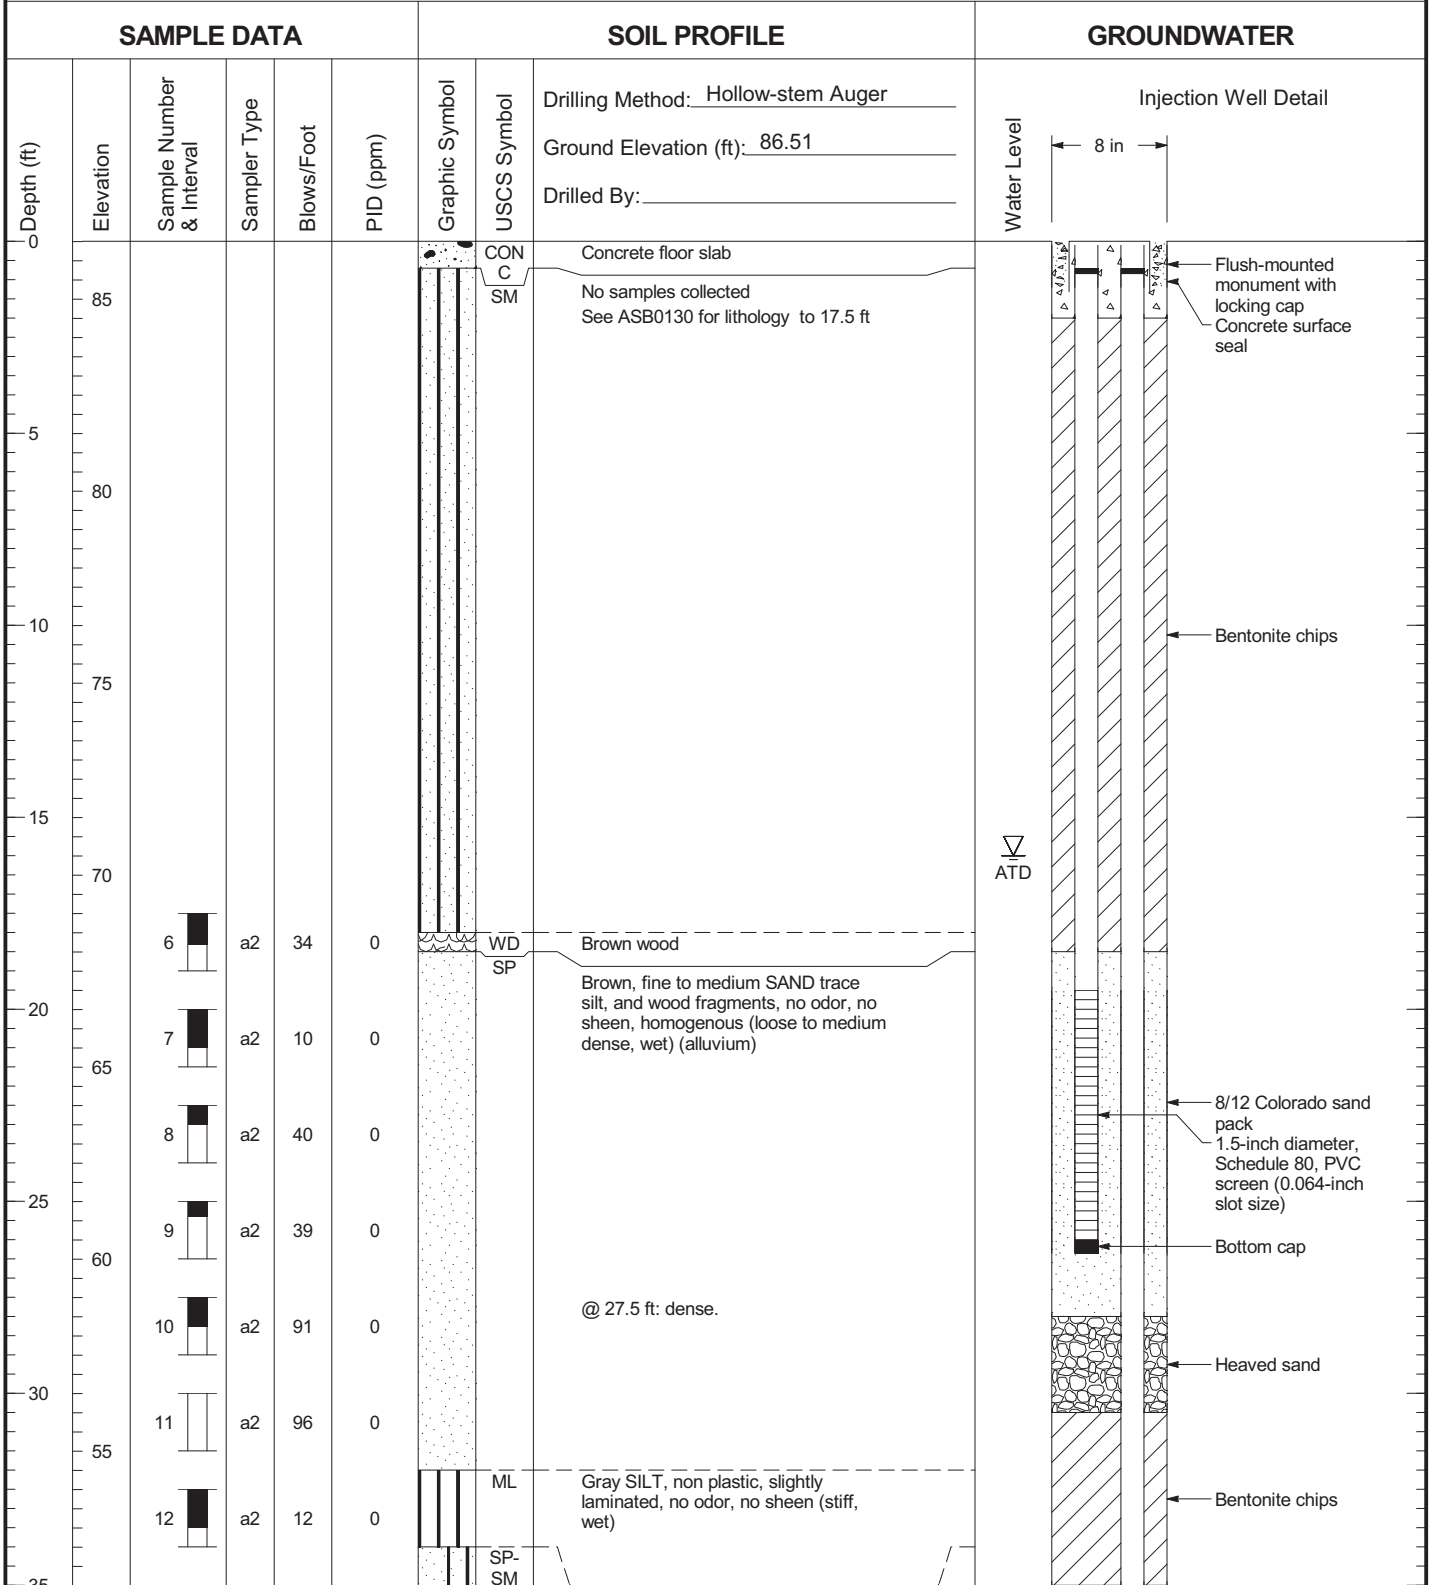 SAMPLE DATA
SOIL PROFILE
GROUNDWATER
Depth (ft)
Elevation
Sample Number
& Interval
Sampler Type
Blows/Foot
PID (ppm)
Graphic Symbol
USCS Symbol
Drilling Method: Hollow-stem Auger
Ground Elevation (ft): 86.51
Drilled By:
Water Level
Injection Well Detail
8 in
0
CON
C
Concrete floor slab
SM
No samples collected
See ASB0130 for lithology to 17.5 ft
85
Flush-mounted
monument with
locking cap
Concrete surface
seal
5
80
10
Bentonite chips
75
15
70
ATD
6 a2 34 0
WD
Brown wood
SP
Brown, fine to medium SAND trace
silt, and wood fragments, no odor, no
sheen, homogenous (loose to medium
dense, wet) (alluvium)
20
7 a2 10 0
65
8 a2 40 0
8/12 Colorado sand
pack
1.5-inch diameter,
Schedule 80, PVC
screen (0.064-inch
slot size)
25
9 a2 39 0
60
Bottom cap
10 a2 91 0
@ 27.5 ft: dense.
Heaved sand
30
11 a2 96 0
55
ML
Gray SILT, non plastic, slightly
laminated, no odor, no sheen (stiff,
wet)
12 a2 12 0
Bentonite chips
SP-
SM
35